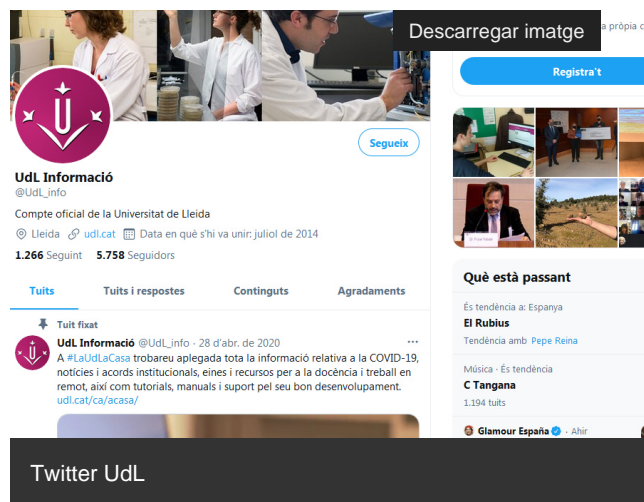 Descarregar imatge
a pròpia c
Registra't
Segueix
UdL Informació
@UdL_info
Compte oficial de la Universitat de Lleida
Lleida udl.cat Data en què s'hi va unir: juliol de 2014
1.266 Seguint 5.758 Seguidors
Tuits Tuits i respostes Continguts Agradaments
Tuit fixat
UdL Informació @UdL_info · 28 d'abr. de 2020
A #LaUdLaCasa trobareu aplegada tota la informació relativa a la COVID-19,
notícies i acords institucionals, eines i recursos per a la docència i treball en
remot, així com tutorials, manuals i suport pel seu bon desenvolupament.
udl.cat/ca/acasa/
Què està passant
És tendència a: Espanya
El Rubius
Tendència amb Pepe Reina
Música · És tendència
C Tangana
1.194 tuits
Glamour España · Ahir
Twitter UdL